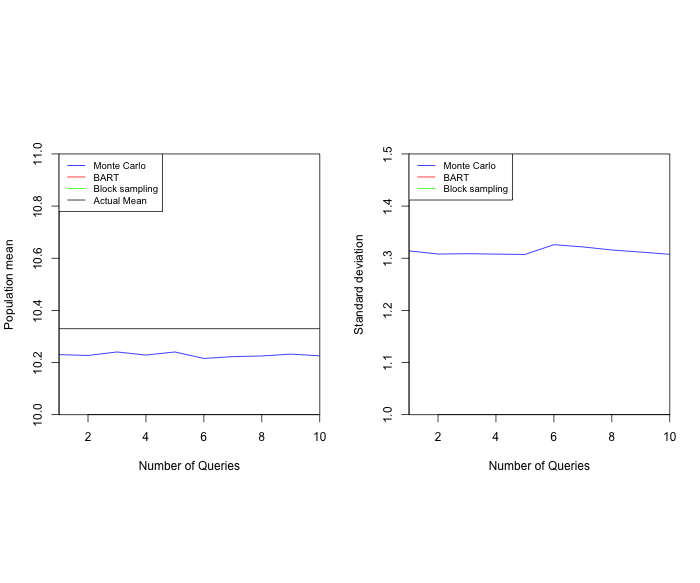 Monte Carlo
BART
Block sampling
Actual Mean
Population mean
10.0 10.2 10.4 10.6 10.8 11.0
2 4 6 8 10
Number of Queries
Monte Carlo
BART
Block sampling
Standard deviation
1.0 1.1 1.2 1.3 1.4 1.5
2 4 6 8 10
Number of Queries